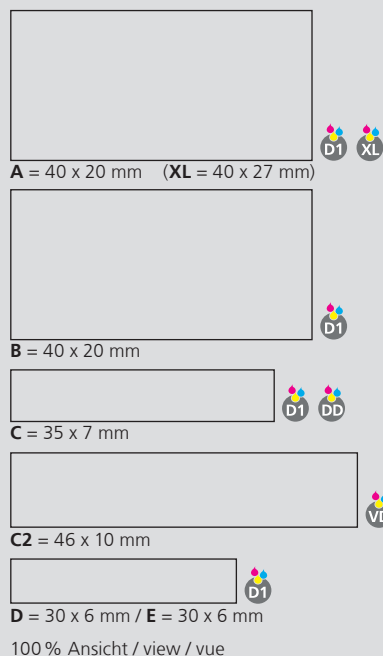 D1 XL
A = 40 x 20 mm (XL = 40 x 27 mm)
D1
B = 40 x 20 mm
D1 DD
C = 35 x 7 mm
C2 = 46 x 10 mm
D1
D = 30 x 6 mm / E = 30 x 6 mm
100 % Ansicht / view / vue